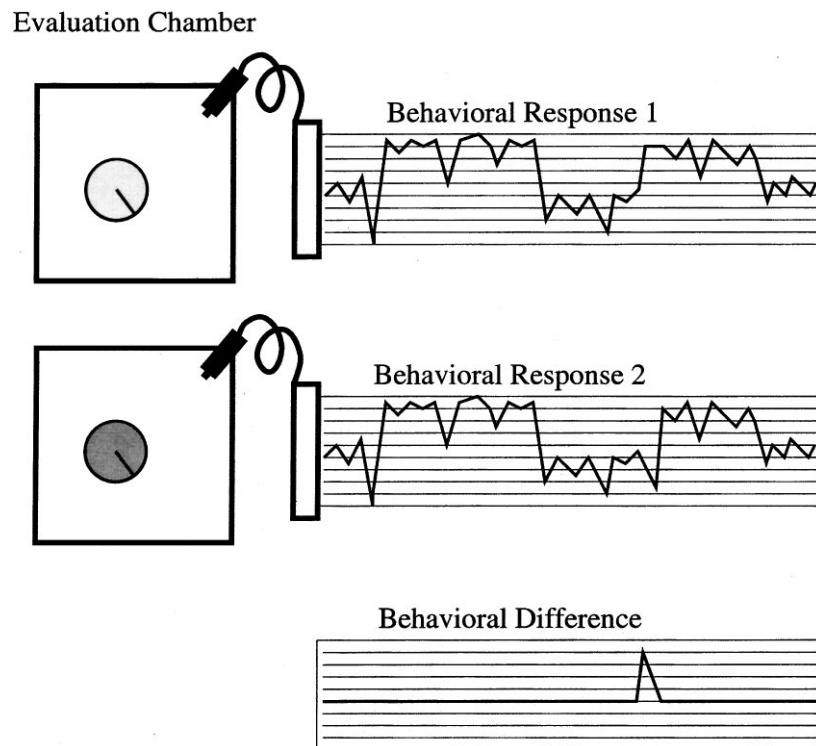 Evaluation Chamber
Behavioral Response 1
Behavioral Response 2
Behavioral Difference